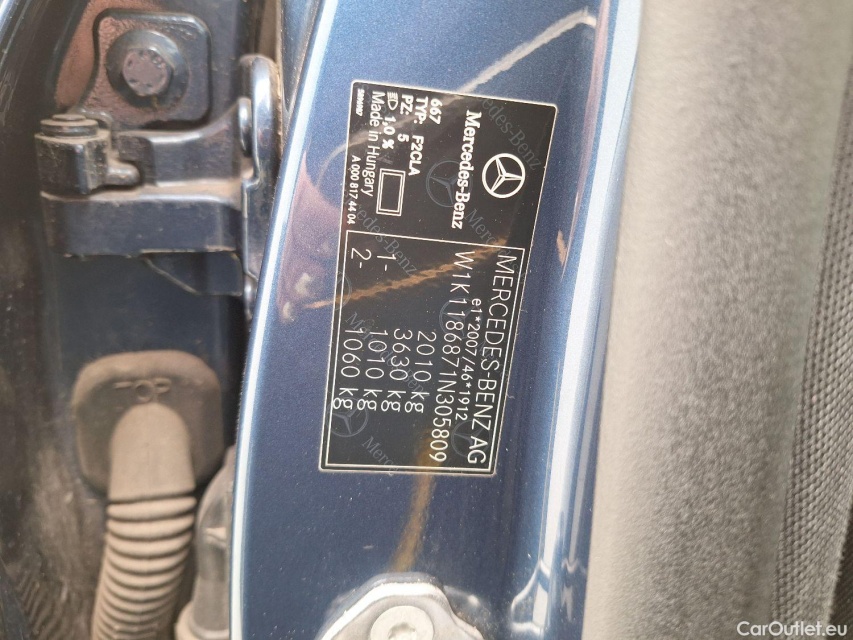 Mercedes-Benz
667
TYP: F2CLA
PZ: 5
1,0 %
Made in Hungary
A 000 817 44 04
MERCEDES-BENZ AG
e1*2007/46*1912
W1K1186871N305809
2010 kg
3630 kg
1- 1010 kg
2- 1060 kg
TOP
CarOutlet.eu